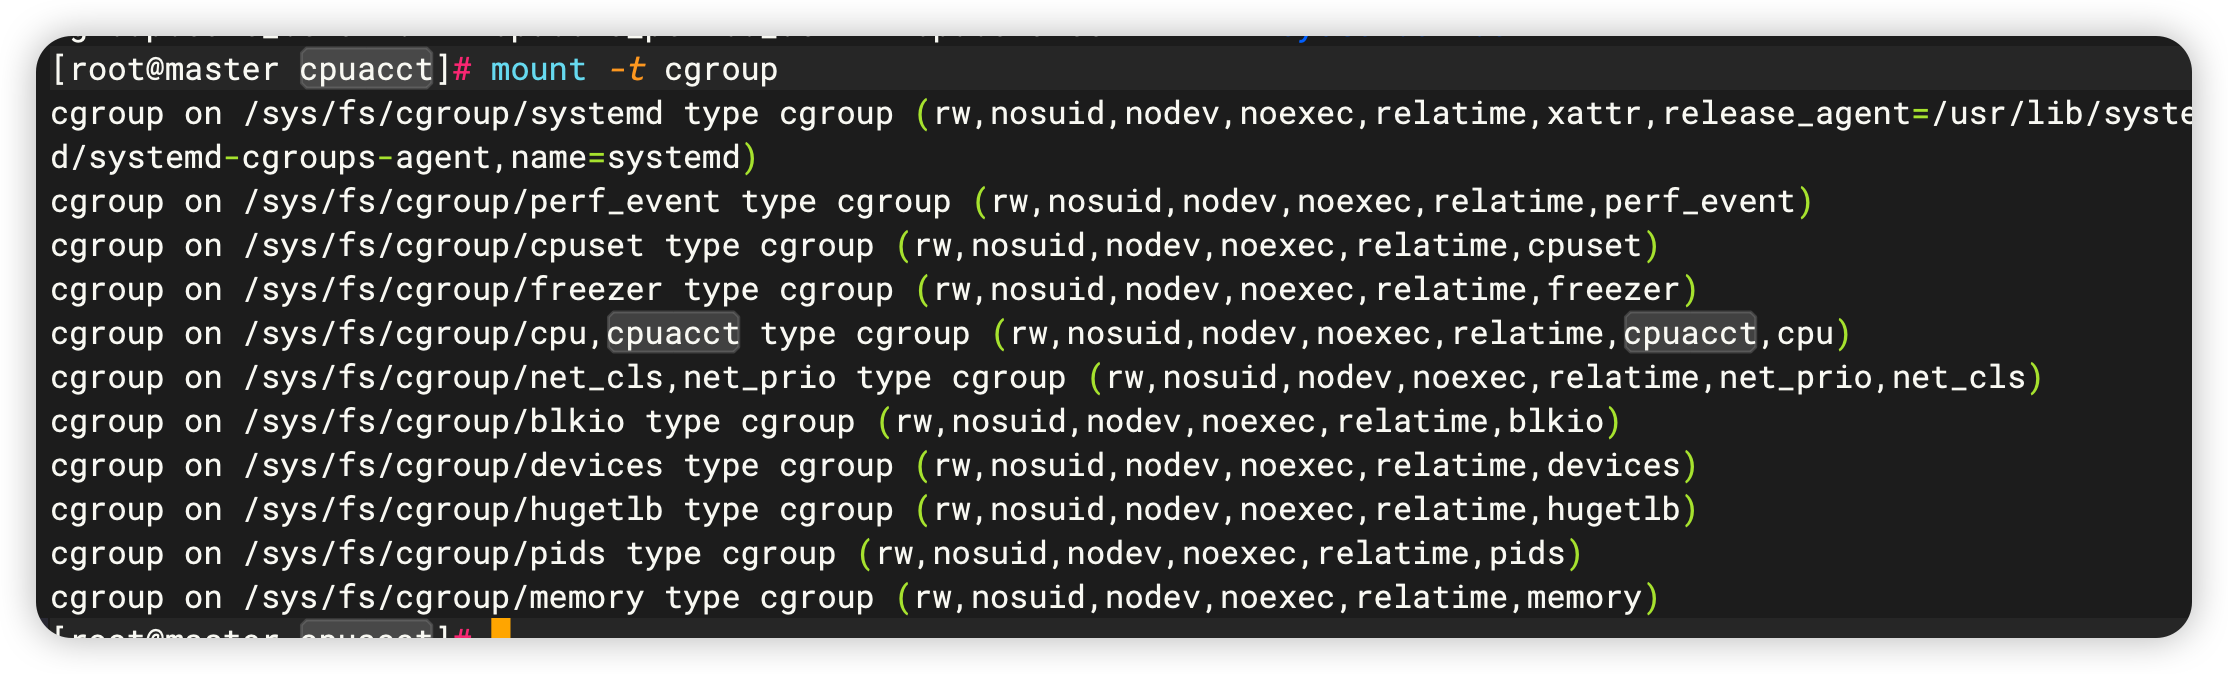 [root@master cpuacct]# mount -t cgroup
cgroup on /sys/fs/cgroup/systemd type cgroup (rw,nosuid,nodev,noexec,relatime,xattr,release_agent=/usr/lib/syste
d/systemd-cgroups-agent,name=systemd)
cgroup on /sys/fs/cgroup/perf_event type cgroup (rw,nosuid,nodev,noexec,relatime,perf_event)
cgroup on /sys/fs/cgroup/cpuset type cgroup (rw,nosuid,nodev,noexec,relatime,cpuset)
cgroup on /sys/fs/cgroup/freezer type cgroup (rw,nosuid,nodev,noexec,relatime,freezer)
cgroup on /sys/fs/cgroup/cpu,cpuacct type cgroup (rw,nosuid,nodev,noexec,relatime,cpuacct,cpu)
cgroup on /sys/fs/cgroup/net_cls,net_prio type cgroup (rw,nosuid,nodev,noexec,relatime,net_prio,net_cls)
cgroup on /sys/fs/cgroup/blkio type cgroup (rw,nosuid,nodev,noexec,relatime,blkio)
cgroup on /sys/fs/cgroup/devices type cgroup (rw,nosuid,nodev,noexec,relatime,devices)
cgroup on /sys/fs/cgroup/hugetlb type cgroup (rw,nosuid,nodev,noexec,relatime,hugetlb)
cgroup on /sys/fs/cgroup/pids type cgroup (rw,nosuid,nodev,noexec,relatime,pids)
cgroup on /sys/fs/cgroup/memory type cgroup (rw,nosuid,nodev,noexec,relatime,memory)
[root@master cpuacct]#